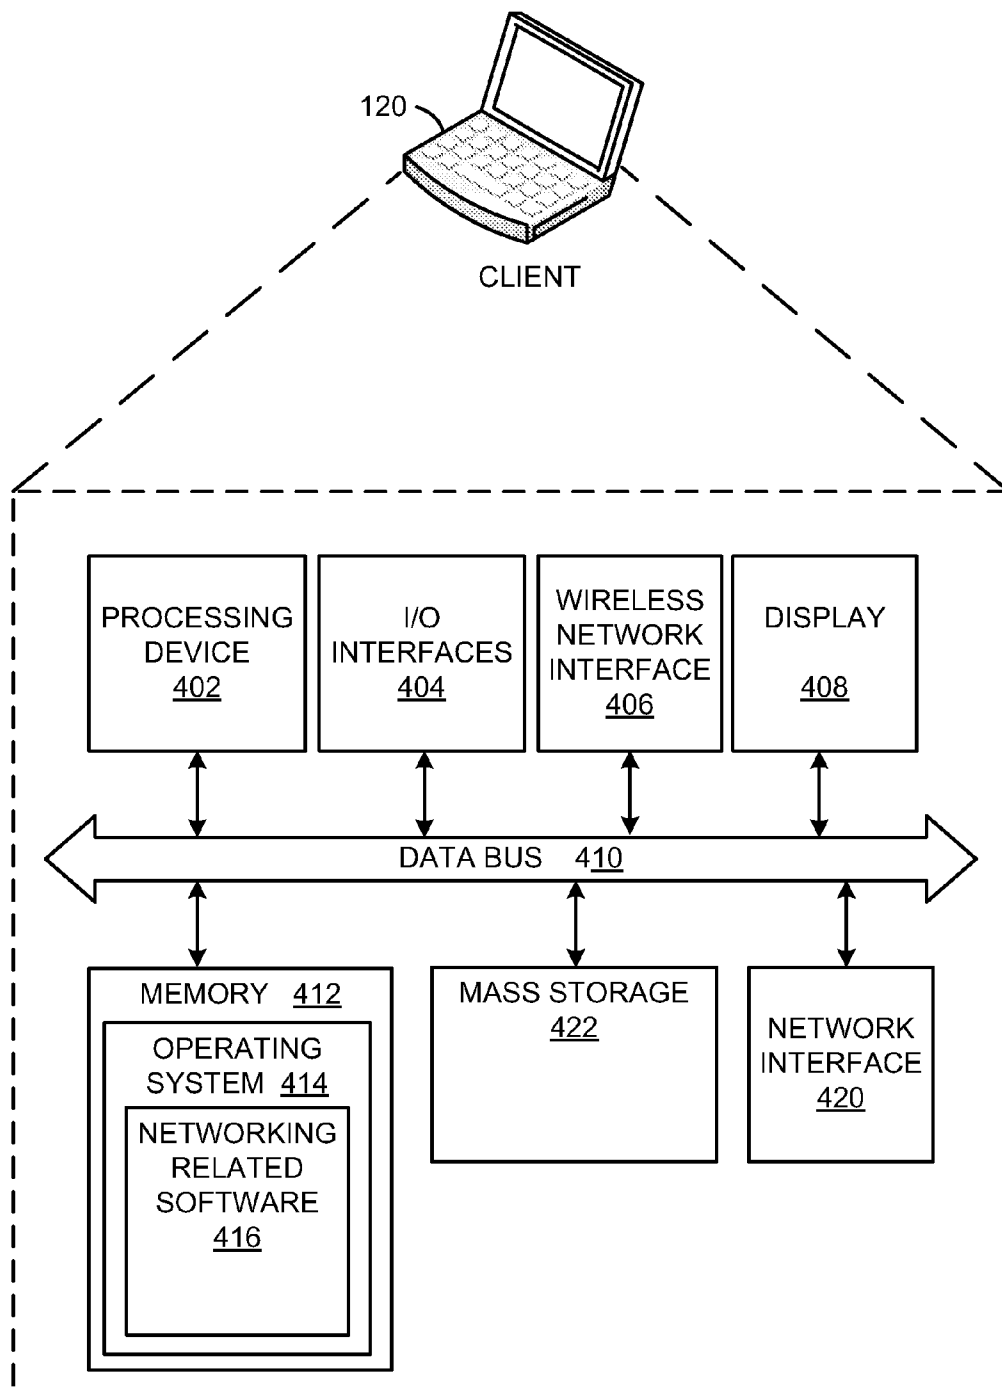 120
CLIENT
PROCESSING
DEVICE
402
I/O
INTERFACES
404
WIRELESS
NETWORK
INTERFACE
406
DISPLAY
408
DATA BUS 410
MEMORY 412
OPERATING
SYSTEM 414
NETWORKING
RELATED
SOFTWARE
416
MASS STORAGE
422
NETWORK
INTERFACE
420